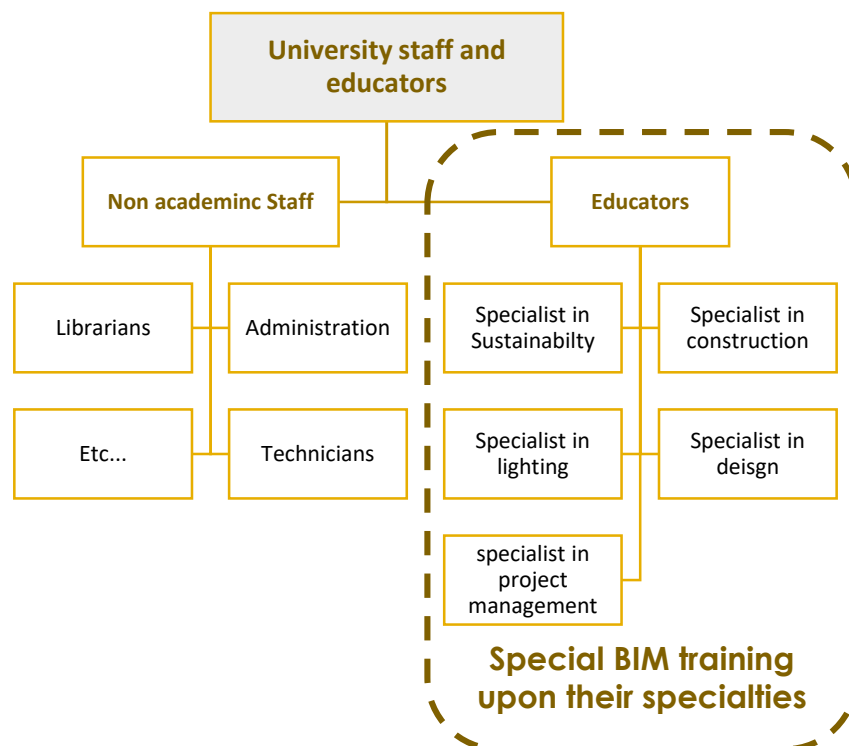 University staff and
educators
Non academinc Staff
Educators
Librarians
Administration
Etc...
Technicians
Specialist in
Sustainabilty
Specialist in
construction
Specialist in
lighting
Specialist in
deisgn
specialist in
project
management
Special BIM training
upon their specialties